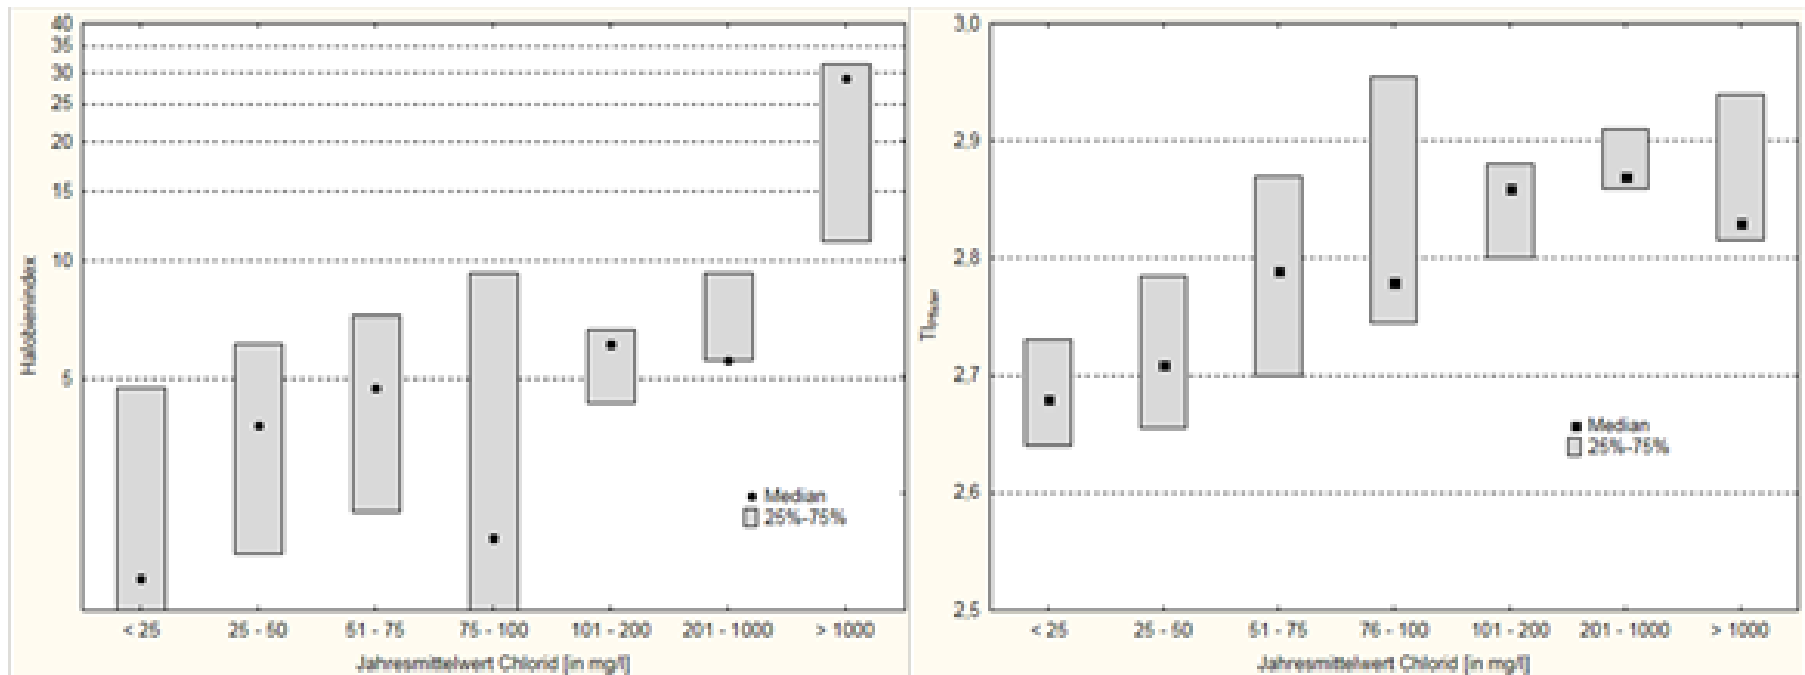 40
35
30
25
20
15
10
5
Halobienindex
Median
25%-75%
< 25
25 - 50
51 - 75
75 - 100
101 - 200
201 - 1000
> 1000
Jahresmittelwert Chlorid [in mg/l]
3,0
2,9
2,8
2,7
2,6
2,5
Median
25%-75%
< 25
25 - 50
51 - 75
76 - 100
101 - 200
201 - 1000
> 1000
Jahresmittelwert Chlorid [in mg/l]